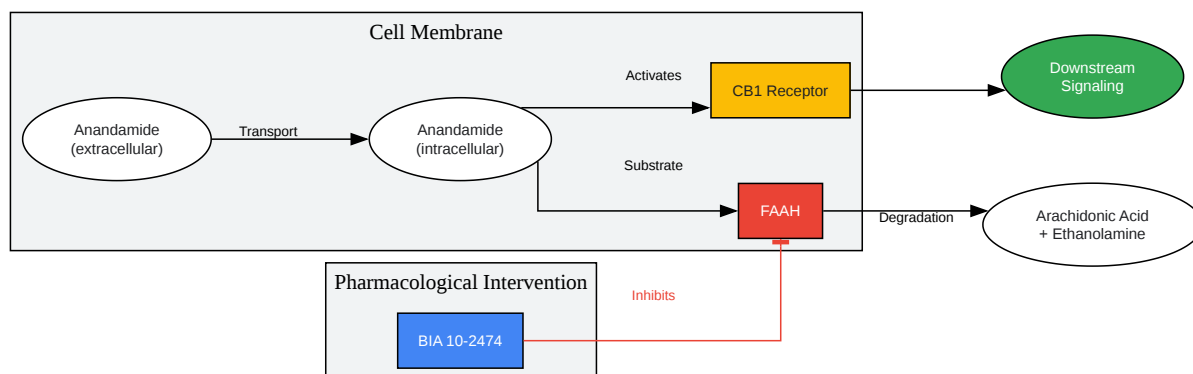 Cell Membrane
Anandamide
(extracellular)
Transport
Anandamide
(intracellular)
Activates
CB1 Receptor
Downstream
Signaling
Substrate
FAAH
Degradation
Arachidonic Acid
+ Ethanolamine
Pharmacological Intervention
BIA 10-2474
Inhibits